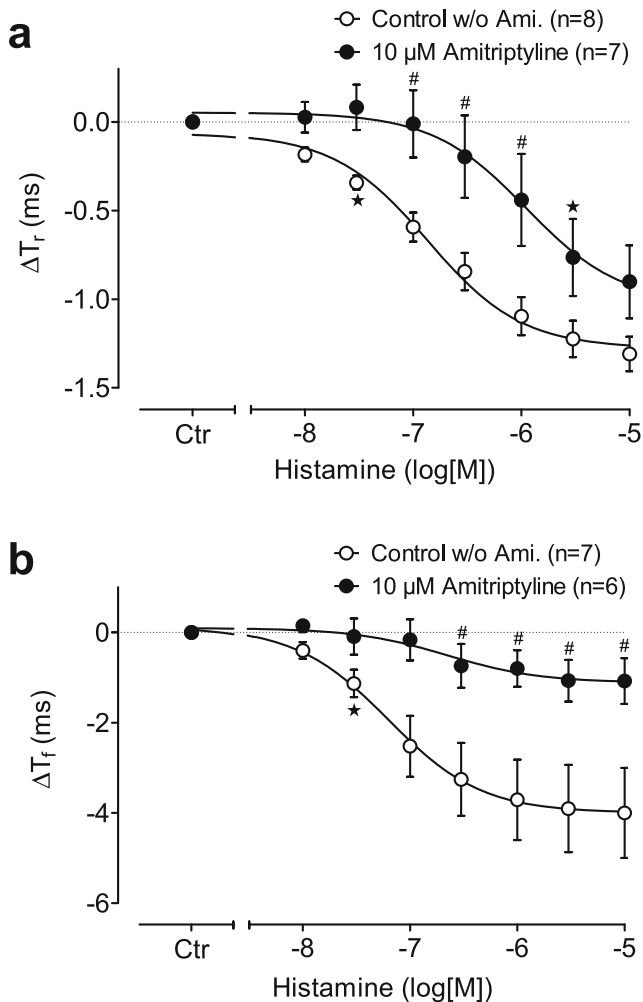 a
Control w/o Ami. (n=8)
10 µM Amitriptyline (n=7)
# # #
0.0
-0.5
-1.0
-1.5
ΔTr (ms)
★ ★
Ctr -8 -7 -6 -5
Histamine (log[M])
b
Control w/o Ami. (n=7)
10 µM Amitriptyline (n=6)
# # # #
0
-2
-4
-6
ΔTf (ms)
★
Ctr -8 -7 -6 -5
Histamine (log[M])